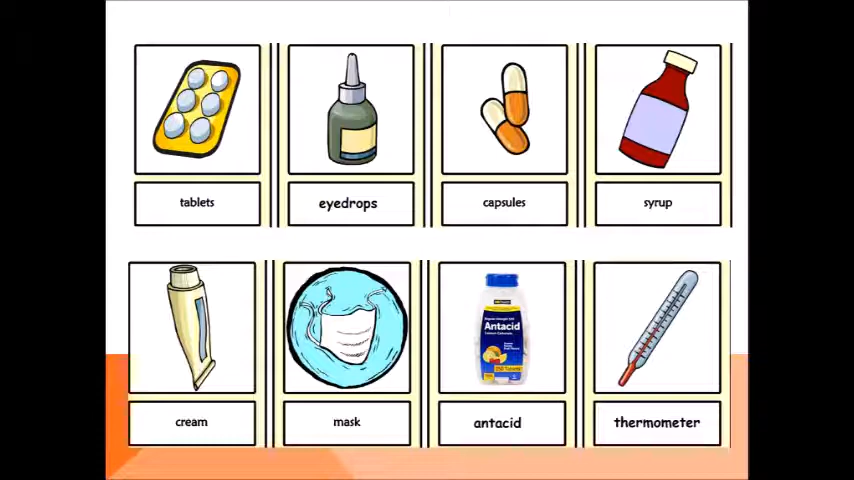 tablets
eyedrops
capsules
syrup
Antacid
cream
mask
antacid
thermometer